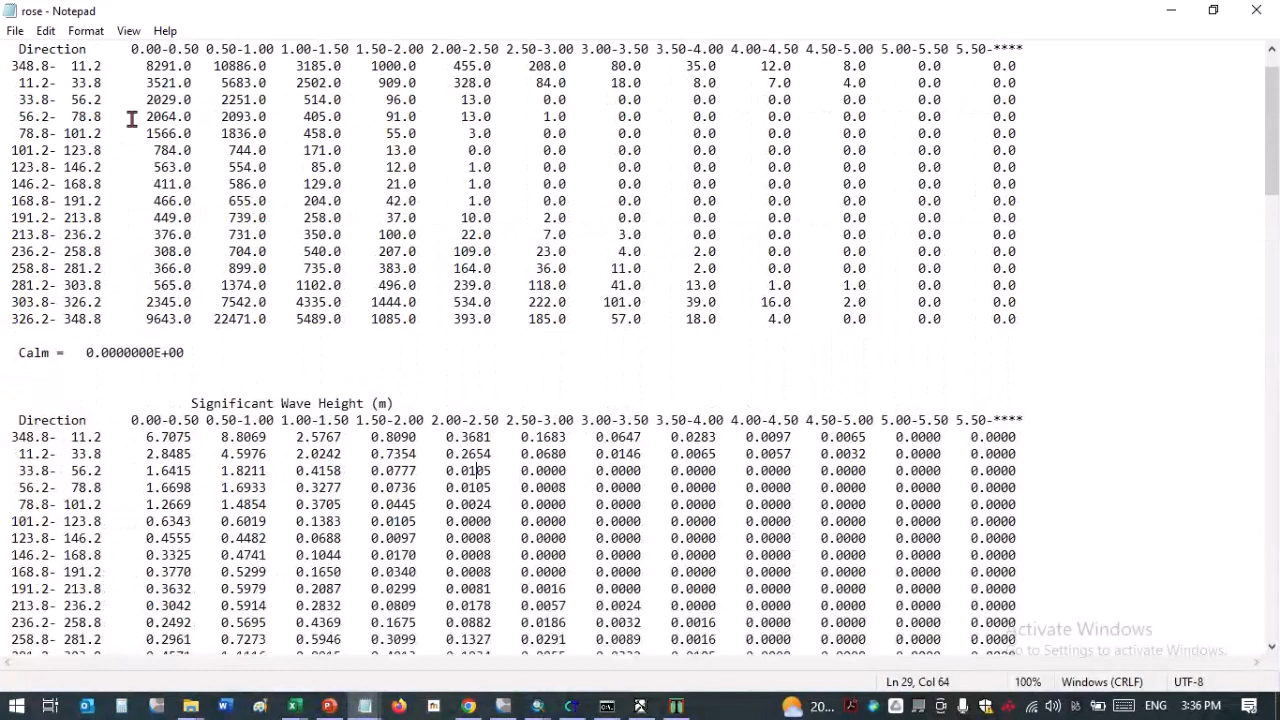 rose - Notepad
File Edit Format View Help
Direction 0.00-0.50 0.50-1.00 1.00-1.50 1.50-2.00 2.00-2.50 2.50-3.00 3.00-3.50 3.50-4.00 4.00-4.50 4.50-5.00 5.00-5.50 5.50-****
348.8- 11.2 8291.0 10886.0 3185.0 1000.0 455.0 208.0 80.0 35.0 12.0 8.0 0.0 0.0
11.2- 33.8 3521.0 5683.0 2502.0 909.0 328.0 84.0 18.0 8.0 7.0 4.0 0.0 0.0
33.8- 56.2 2029.0 2251.0 514.0 96.0 13.0 0.0 0.0 0.0 0.0 0.0 0.0 0.0
56.2- 78.8 2064.0 2093.0 405.0 91.0 13.0 1.0 0.0 0.0 0.0 0.0 0.0 0.0
78.8- 101.2 1566.0 1836.0 458.0 55.0 3.0 0.0 0.0 0.0 0.0 0.0 0.0 0.0
101.2- 123.8 784.0 744.0 171.0 13.0 0.0 0.0 0.0 0.0 0.0 0.0 0.0 0.0
123.8- 146.2 563.0 554.0 85.0 12.0 1.0 0.0 0.0 0.0 0.0 0.0 0.0 0.0
146.2- 168.8 411.0 586.0 129.0 21.0 1.0 0.0 0.0 0.0 0.0 0.0 0.0 0.0
168.8- 191.2 466.0 655.0 204.0 42.0 1.0 0.0 0.0 0.0 0.0 0.0 0.0 0.0
191.2- 213.8 449.0 739.0 258.0 37.0 10.0 2.0 0.0 0.0 0.0 0.0 0.0 0.0
213.8- 236.2 376.0 731.0 350.0 100.0 22.0 7.0 3.0 0.0 0.0 0.0 0.0 0.0
236.2- 258.8 308.0 704.0 540.0 207.0 109.0 23.0 4.0 2.0 0.0 0.0 0.0 0.0
258.8- 281.2 366.0 899.0 735.0 383.0 164.0 36.0 11.0 2.0 0.0 0.0 0.0 0.0
281.2- 303.8 565.0 1374.0 1102.0 496.0 239.0 118.0 41.0 13.0 1.0 1.0 0.0 0.0
303.8- 326.2 2345.0 7542.0 4335.0 1444.0 534.0 222.0 101.0 39.0 16.0 2.0 0.0 0.0
326.2- 348.8 9643.0 22471.0 5489.0 1085.0 393.0 185.0 57.0 18.0 4.0 0.0 0.0 0.0
Calm = 0.0000000E+00
Significant Wave Height (m)
Direction 0.00-0.50 0.50-1.00 1.00-1.50 1.50-2.00 2.00-2.50 2.50-3.00 3.00-3.50 3.50-4.00 4.00-4.50 4.50-5.00 5.00-5.50 5.50-****
348.8- 11.2 6.7075 8.8069 2.5767 0.8090 0.3681 0.1683 0.0647 0.0283 0.0097 0.0065 0.0000 0.0000
11.2- 33.8 2.8485 4.5976 2.0242 0.7354 0.2654 0.0680 0.0146 0.0065 0.0057 0.0032 0.0000 0.0000
33.8- 56.2 1.6415 1.8211 0.4158 0.0777 0.0105 0.0000 0.0000 0.0000 0.0000 0.0000 0.0000 0.0000
56.2- 78.8 1.6698 1.6933 0.3277 0.0736 0.0105 0.0008 0.0000 0.0000 0.0000 0.0000 0.0000 0.0000
78.8- 101.2 1.2669 1.4854 0.3705 0.0445 0.0024 0.0000 0.0000 0.0000 0.0000 0.0000 0.0000 0.0000
101.2- 123.8 0.6343 0.6019 0.1383 0.0105 0.0000 0.0000 0.0000 0.0000 0.0000 0.0000 0.0000 0.0000
123.8- 146.2 0.4555 0.4482 0.0688 0.0097 0.0008 0.0000 0.0000 0.0000 0.0000 0.0000 0.0000 0.0000
146.2- 168.8 0.3325 0.4741 0.1044 0.0170 0.0008 0.0000 0.0000 0.0000 0.0000 0.0000 0.0000 0.0000
168.8- 191.2 0.3770 0.5299 0.1650 0.0340 0.0008 0.0000 0.0000 0.0000 0.0000 0.0000 0.0000 0.0000
191.2- 213.8 0.3632 0.5979 0.2087 0.0299 0.0081 0.0016 0.0000 0.0000 0.0000 0.0000 0.0000 0.0000
213.8- 236.2 0.3042 0.5914 0.2832 0.0809 0.0178 0.0057 0.0024 0.0000 0.0000 0.0000 0.0000 0.0000
236.2- 258.8 0.2492 0.5695 0.4369 0.1675 0.0882 0.0186 0.0032 0.0016 0.0000 0.0000 0.0000 0.0000
258.8- 281.2 0.2961 0.7273 0.5946 0.3099 0.1327 0.0291 0.0089 0.0016 0.0000 0.0000 0.0000 0.0000
Activate Windows
Go to Settings to activate Windows.
Ln 29, Col 64 100% Windows (CRLF) UTF-8
20... ENG 3:36 PM